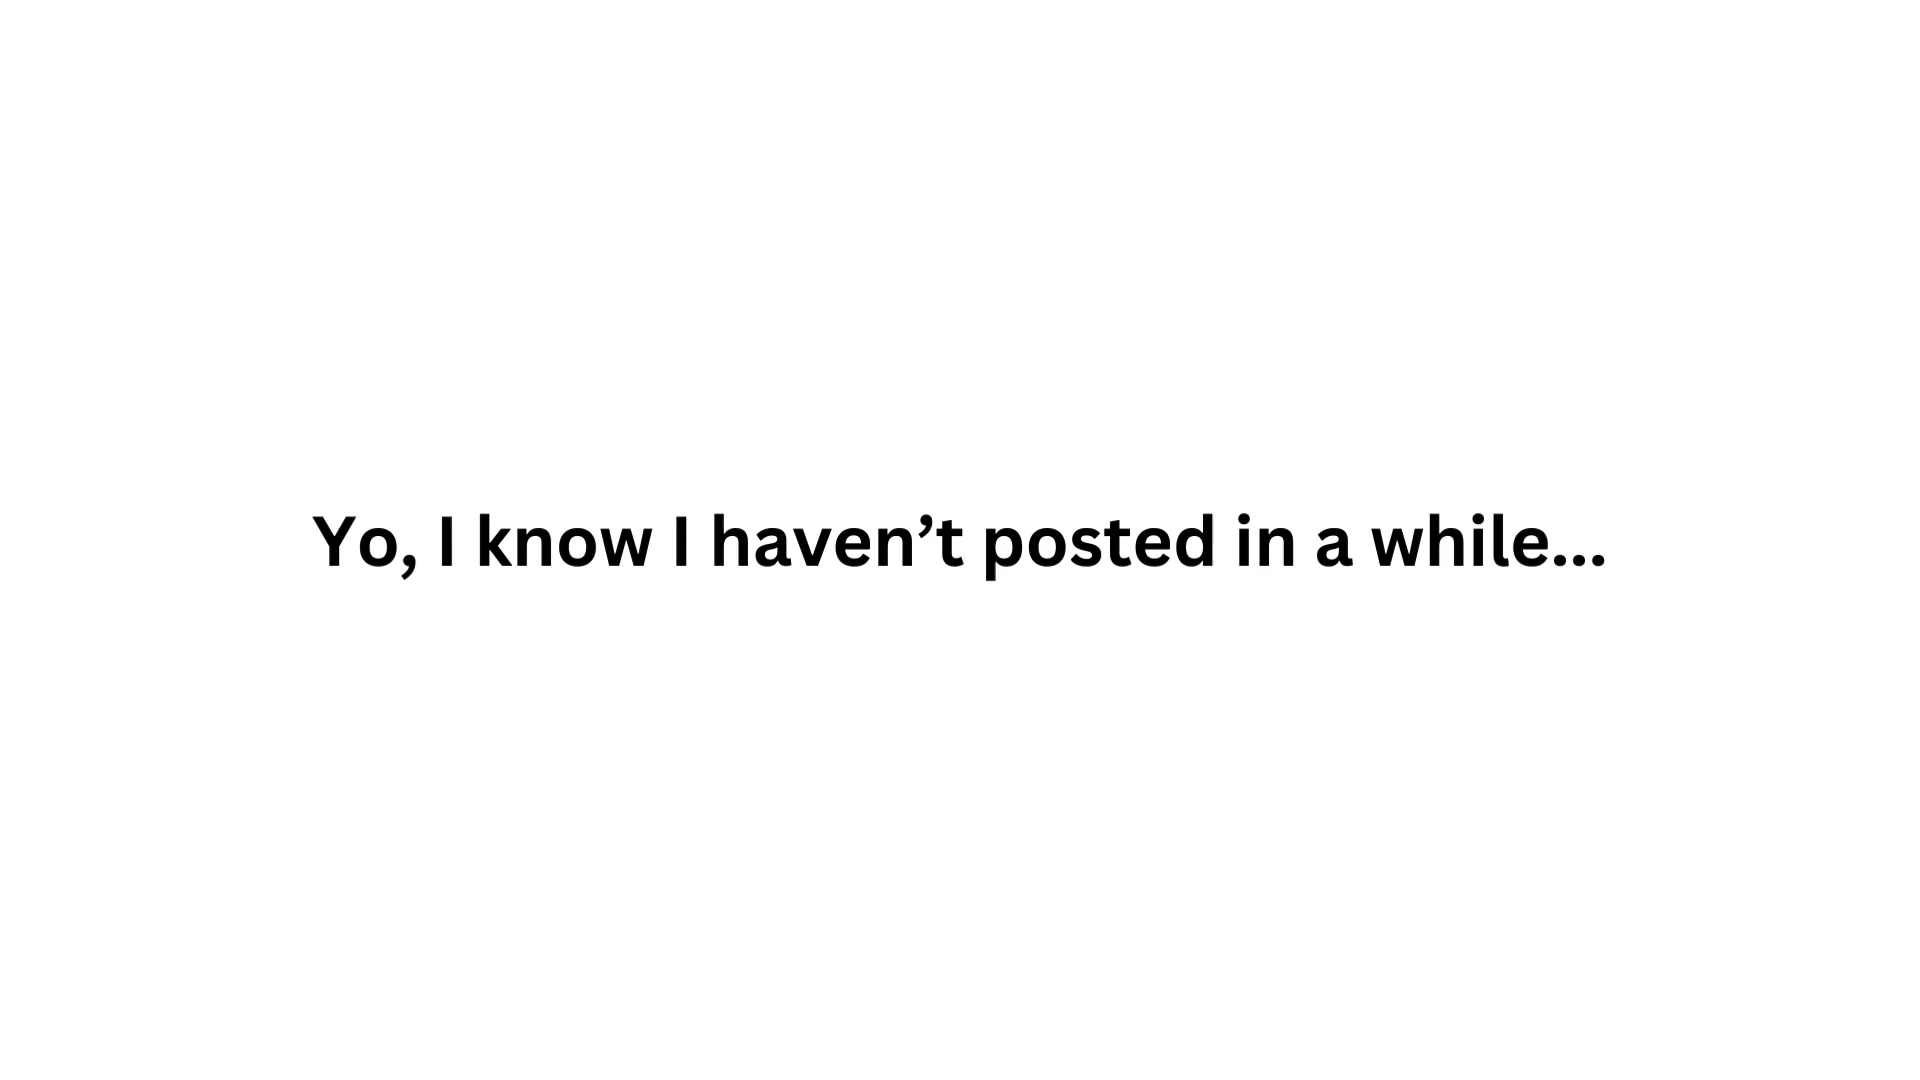 Yo, I know I haven’t posted in a while...